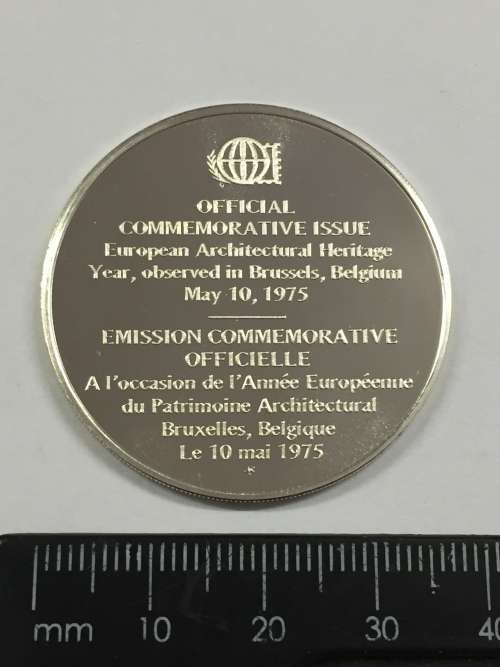 OFFICIAL
COMMEMORATIVE ISSUE
European Architectural Heritage
Year, observed in Brussels, Belgium
May 10, 1975
EMISSION COMMEMORATIVE
OFFICIELLE
A l'occasion de l'Année Européenne
du Patrimoine Architectural
Bruxelles, Belgique
Le 10 mai 1975
mm 10 20 30 40